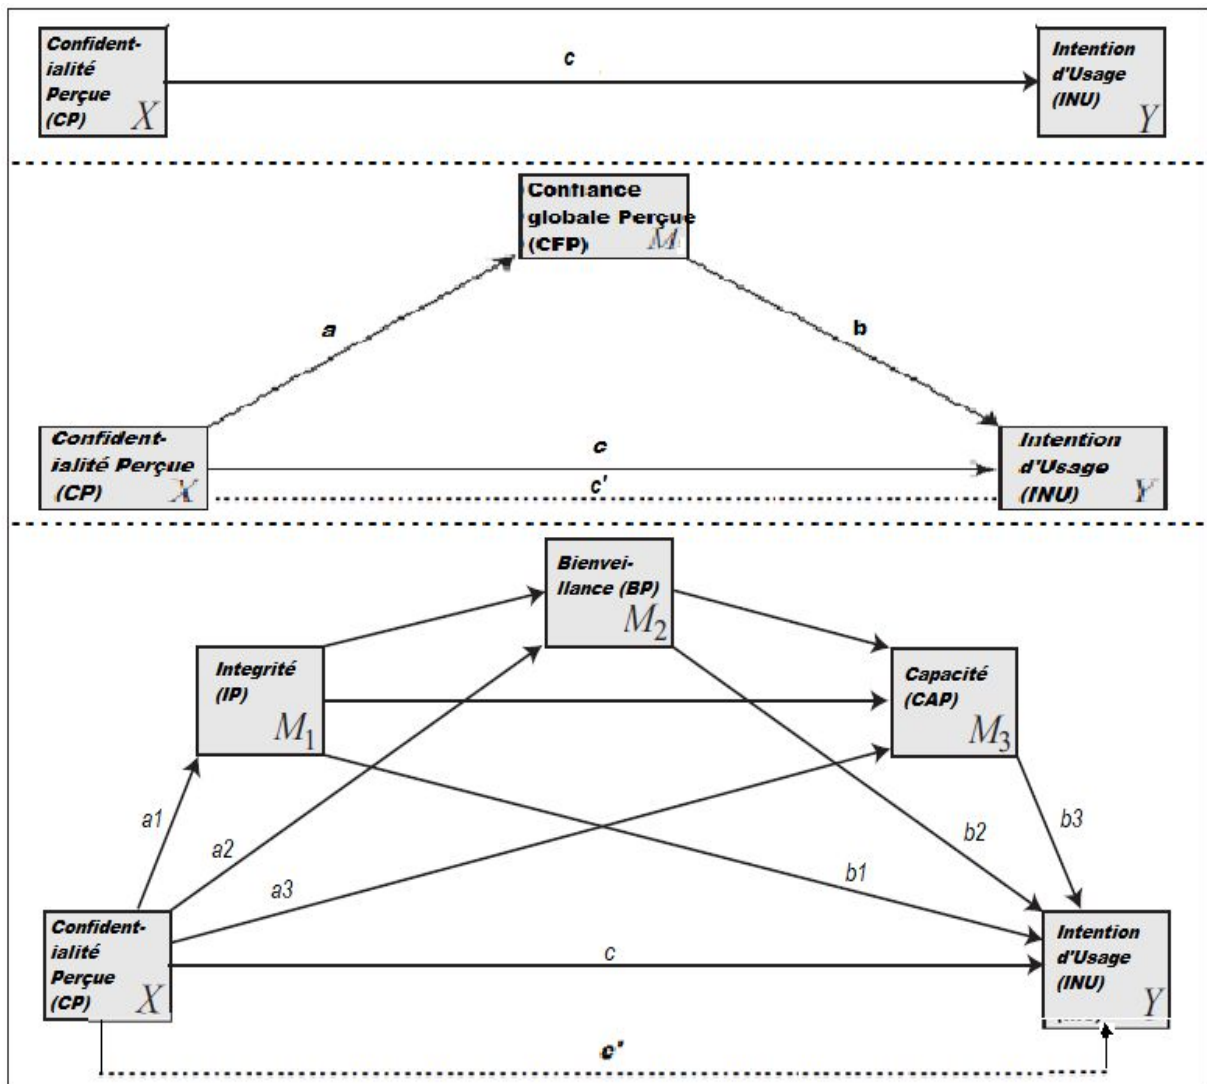 Confident-
ialité
Perçue
(CP) X
c
Intention
d'Usage
(INU)
Y
Confiance
globale Perçue
(CFP) M
a
b
Confident-
ialité Perçue
(CP) X
c
c'
Intention
d'Usage
(INU) Y
Bienvei-
llance (BP)
M2
Integrité
(IP)
M1
Capacité
(CAP)
M3
a1
a2
a3
b1
b2
b3
Confident-
ialité
Perçue
(CP) X
c
Intention
d'Usage
(INU)
Y
c'